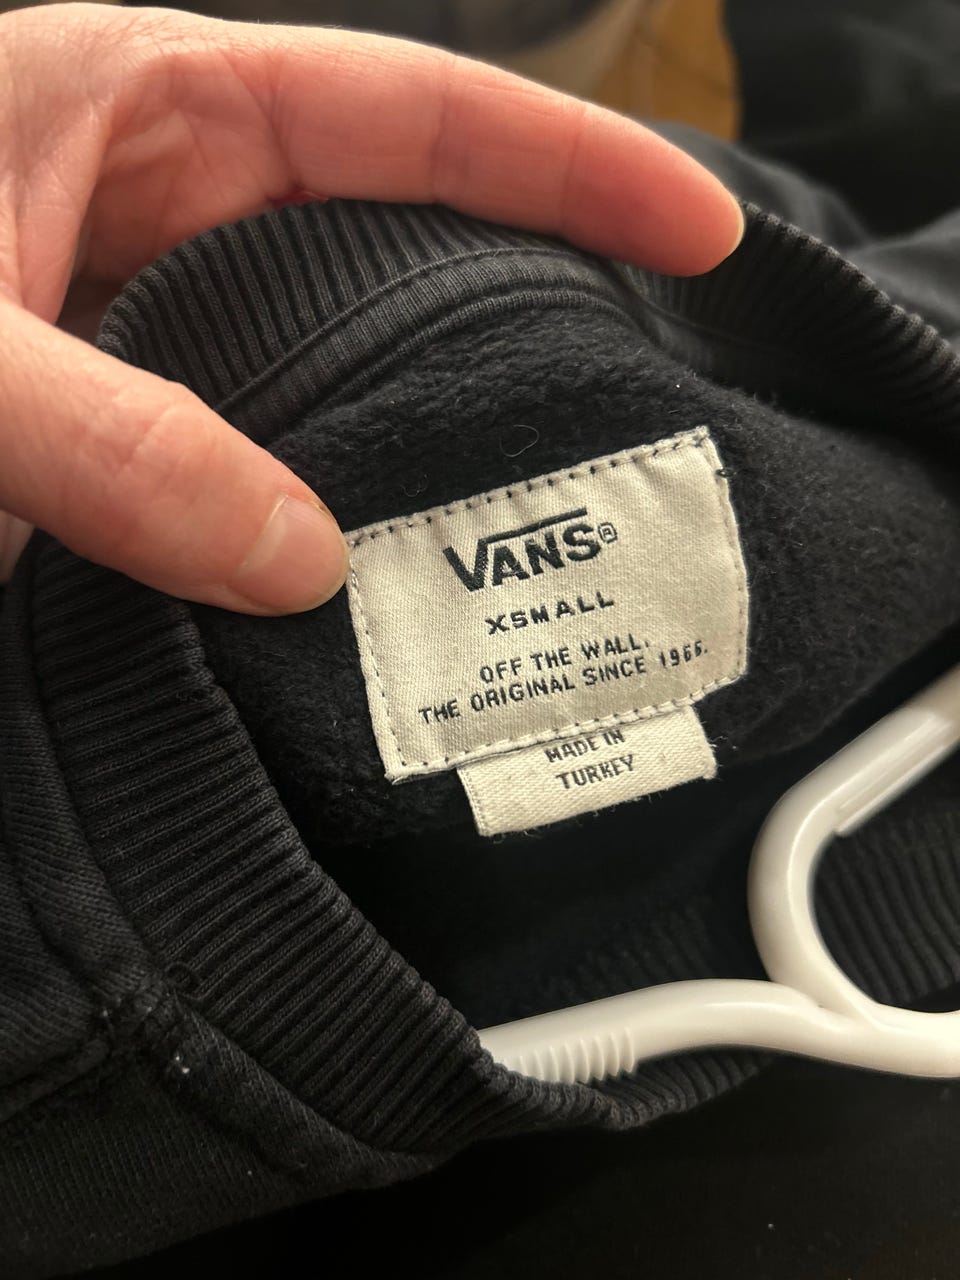 VANS®
XSMALL
OFF THE WALL.
THE ORIGINAL SINCE 1966.
MADE IN
TURKEY